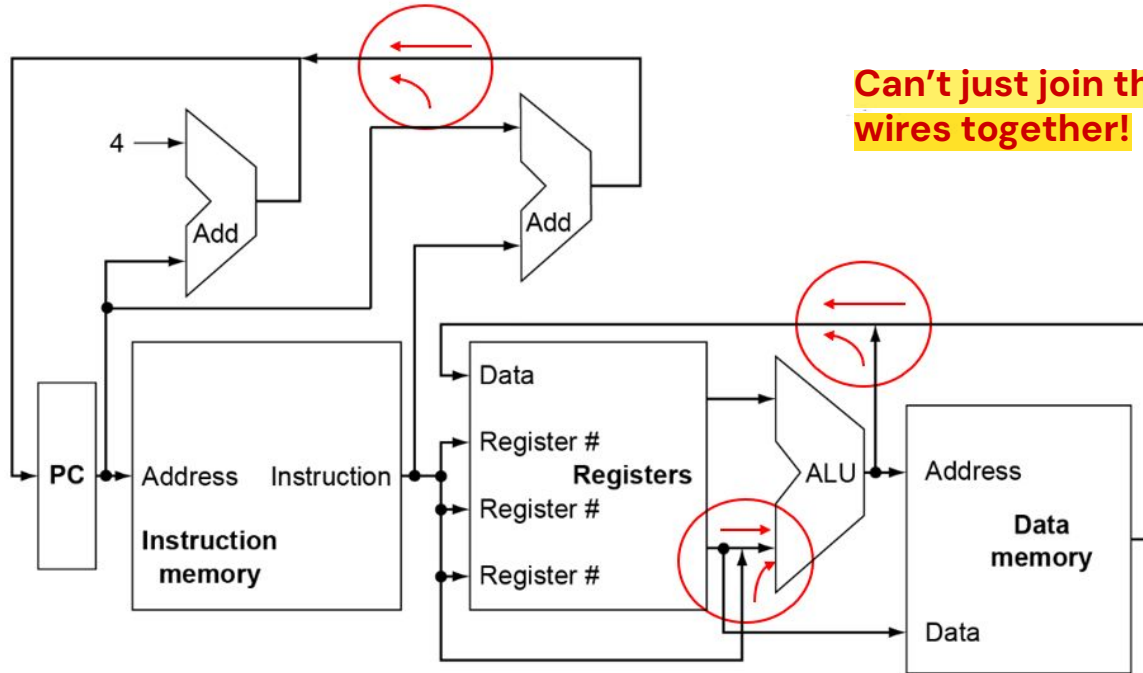 Can't just join th
wires together!
4
Add
Add
Data
Register #
Registers
Register #
Register #
PC
Address
Instruction
Instruction
memory
ALU
Address
Data
memory
Data